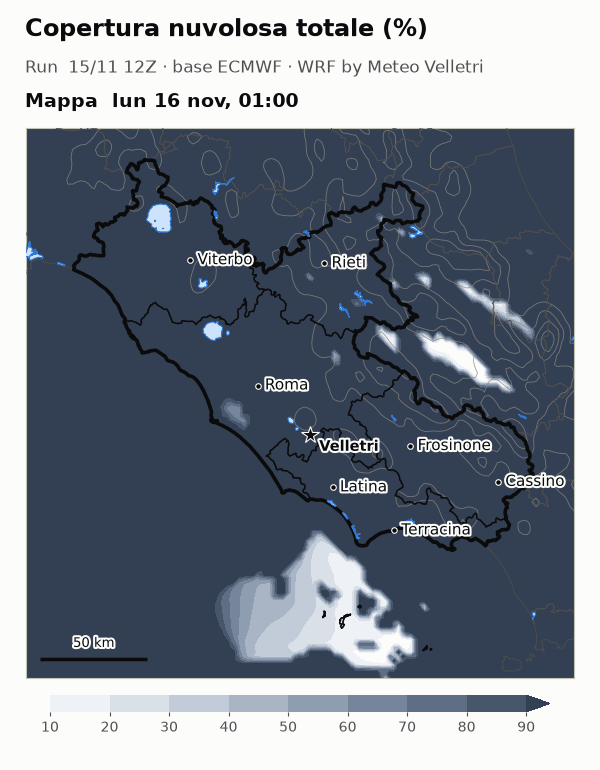 Copertura nuvolosa totale (%)
Run  15/11 12Z · base ECMWF · WRF by Meteo Velletri
Mappa  lun 16 nov, 01:00
Viterbo
Rieti
Roma
Velletri
Frosinone
Cassino
Latina
Terracina
50 km
10 20 30 40 50 60 70 80 90